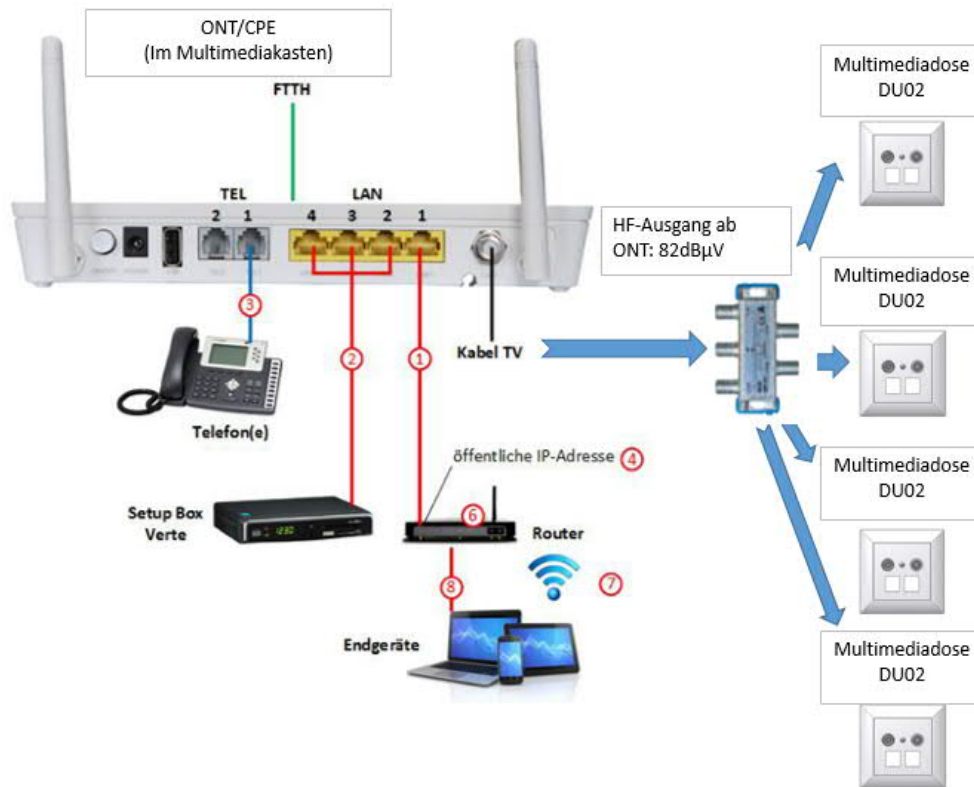 ONT/CPE
(Im Multimediakasten)
FTTH
TEL
LAN
2 1
4 3 2 1
HF-Ausgang ab
ONT: 82dBµV
Kabel TV
3
2
1
Telefon(e)
öffentliche IP-Adresse 4
Setup Box
Verte
6
Router
8
7
Endgeräte
Multimediadose
DU02
Multimediadose
DU02
Multimediadose
DU02
Multimediadose
DU02